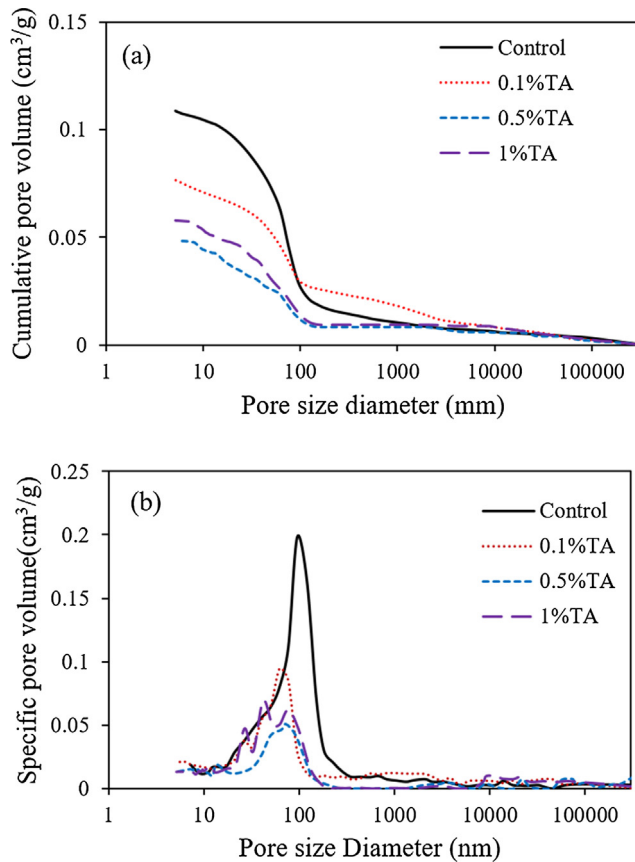 0.15
(a)
Control
0.1%TA
0.5%TA
1%TA
0.1
0.05
0
Cumulative pore volume (cm³/g)
1 10 100 1000 10000 100000
Pore size diameter (mm)
0.25
(b)
Control
0.1%TA
0.5%TA
1%TA
0.2
0.15
0.1
0.05
0
Specific pore volume(cm³/g)
1 10 100 1000 10000 100000
Pore size Diameter (nm)